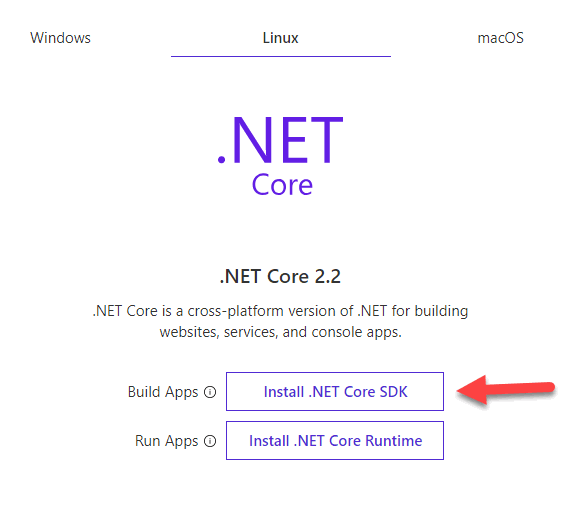 Windows
Linux
macOS
.NET
Core
.NET Core 2.2
.NET Core is a cross-platform version of .NET for building
websites, services, and console apps.
Build Apps Install .NET Core SDK
Run Apps Install .NET Core Runtime